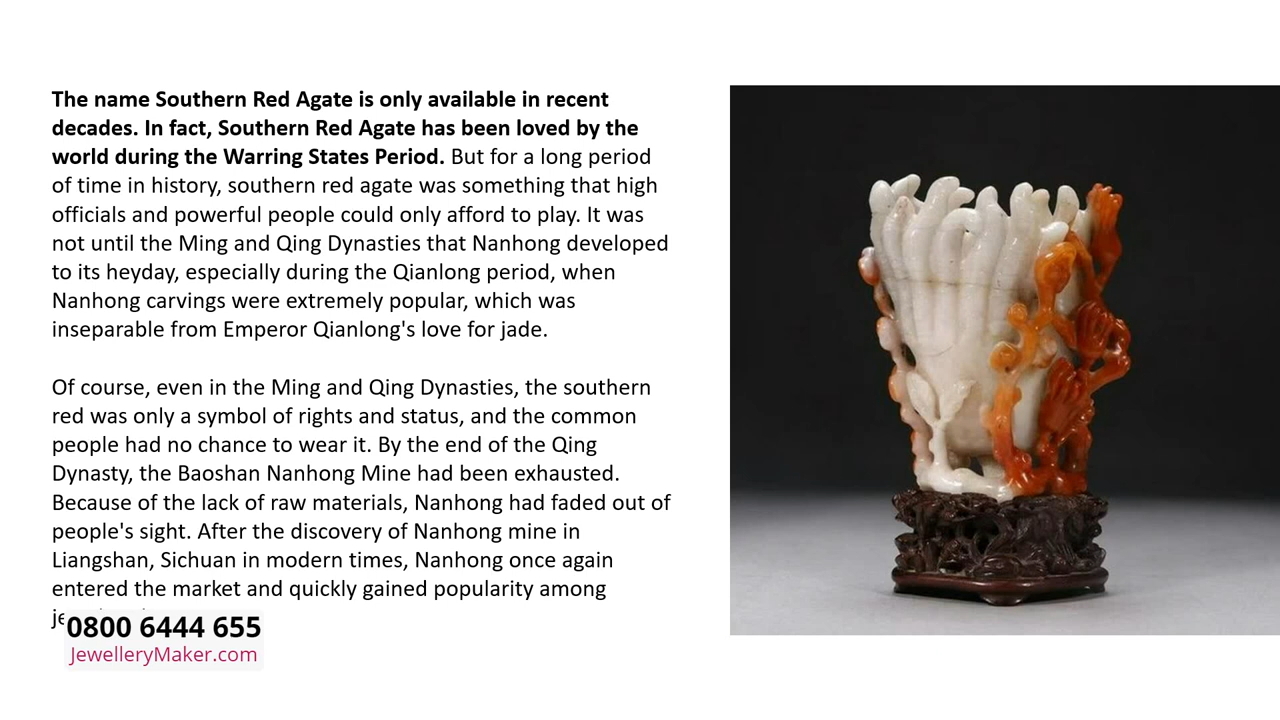 The name Southern Red Agate is only available in recent
decades. In fact, Southern Red Agate has been loved by the
world during the Warring States Period. But for a long period
of time in history, southern red agate was something that high
officials and powerful people could only afford to play. It was
not until the Ming and Qing Dynasties that Nanhong developed
to its heyday, especially during the Qianlong period, when
Nanhong carvings were extremely popular, which was
inseparable from Emperor Qianlong's love for jade.
Of course, even in the Ming and Qing Dynasties, the southern
red was only a symbol of rights and status, and the common
people had no chance to wear it. By the end of the Qing
Dynasty, the Baoshan Nanhong Mine had been exhausted.
Because of the lack of raw materials, Nanhong had faded out of
people's sight. After the discovery of Nanhong mine in
Liangshan, Sichuan in modern times, Nanhong once again
entered the market and quickly gained popularity among
0800 6444 655
JewelleryMaker.com